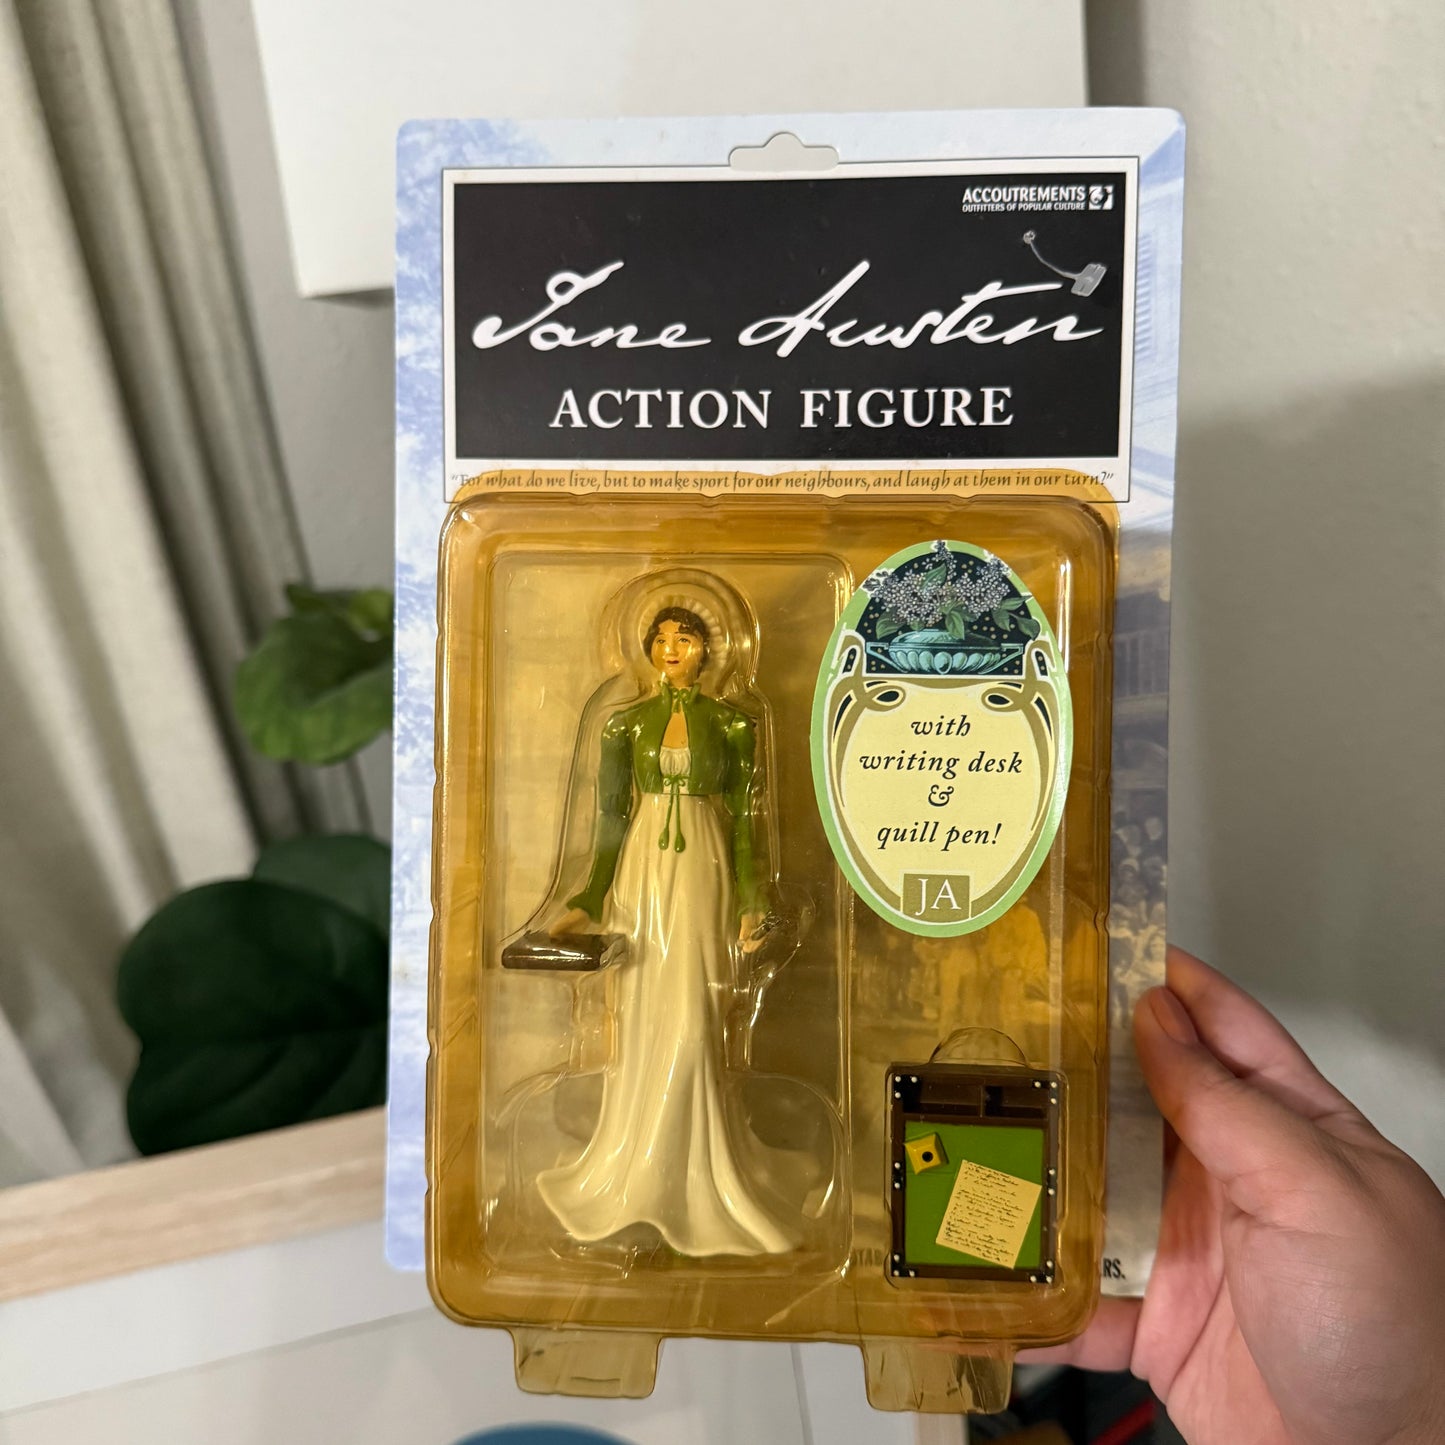 ACCOUTREMENTS
OUTFITTERS OF POPULAR CULTURE
Jane Austen
ACTION FIGURE
"For what do we live, but to make sport for our neighbours, and laugh at them in our turn?"
with
writing desk
&
quill pen!
JA
RS.